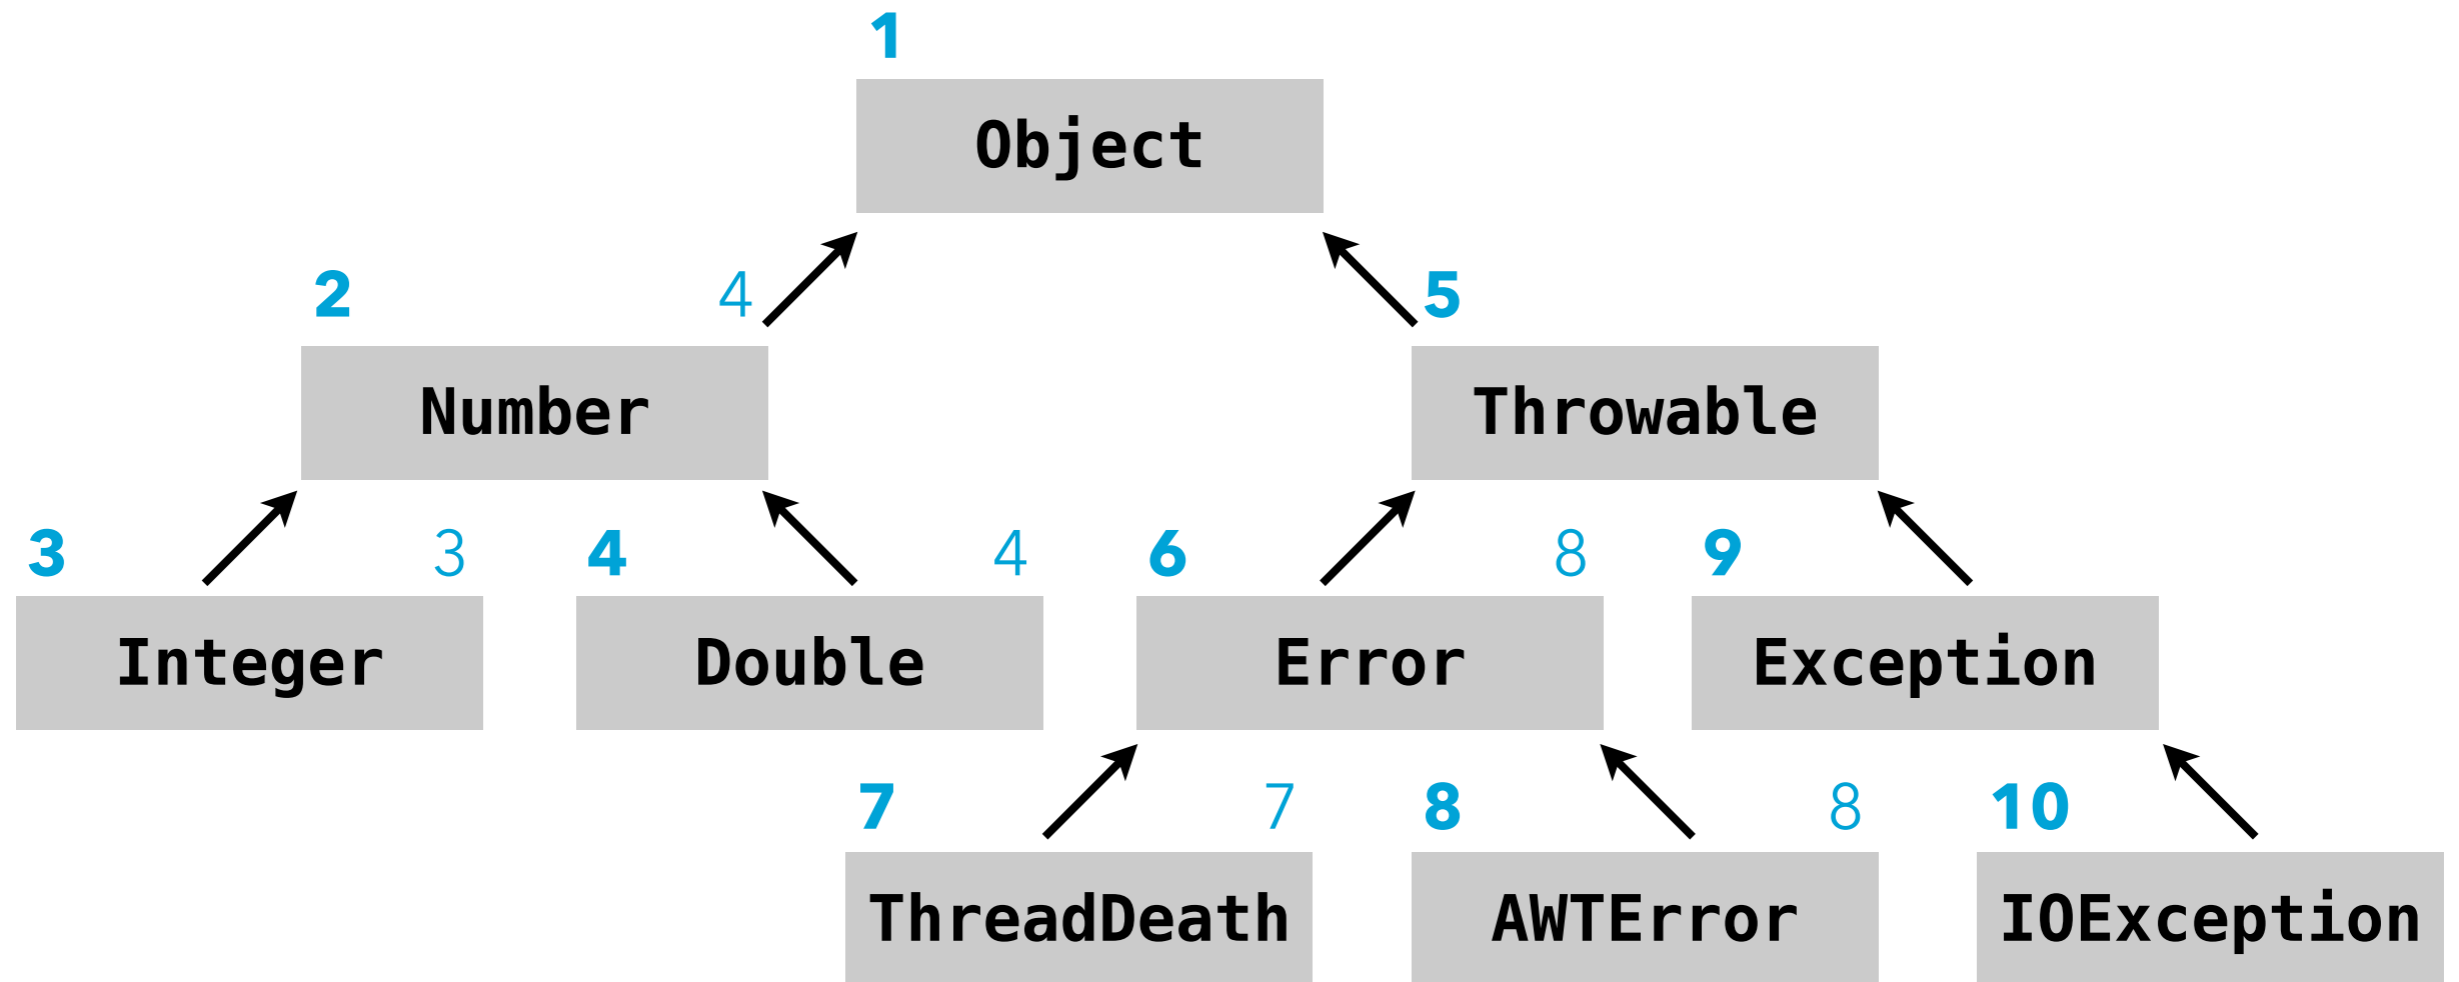 1
Object
2 4 5
Number Throwable
3 3 4 4 6 8 9
Integer Double Error Exception
7 7 8 8 10
ThreadDeath AWTError IOException